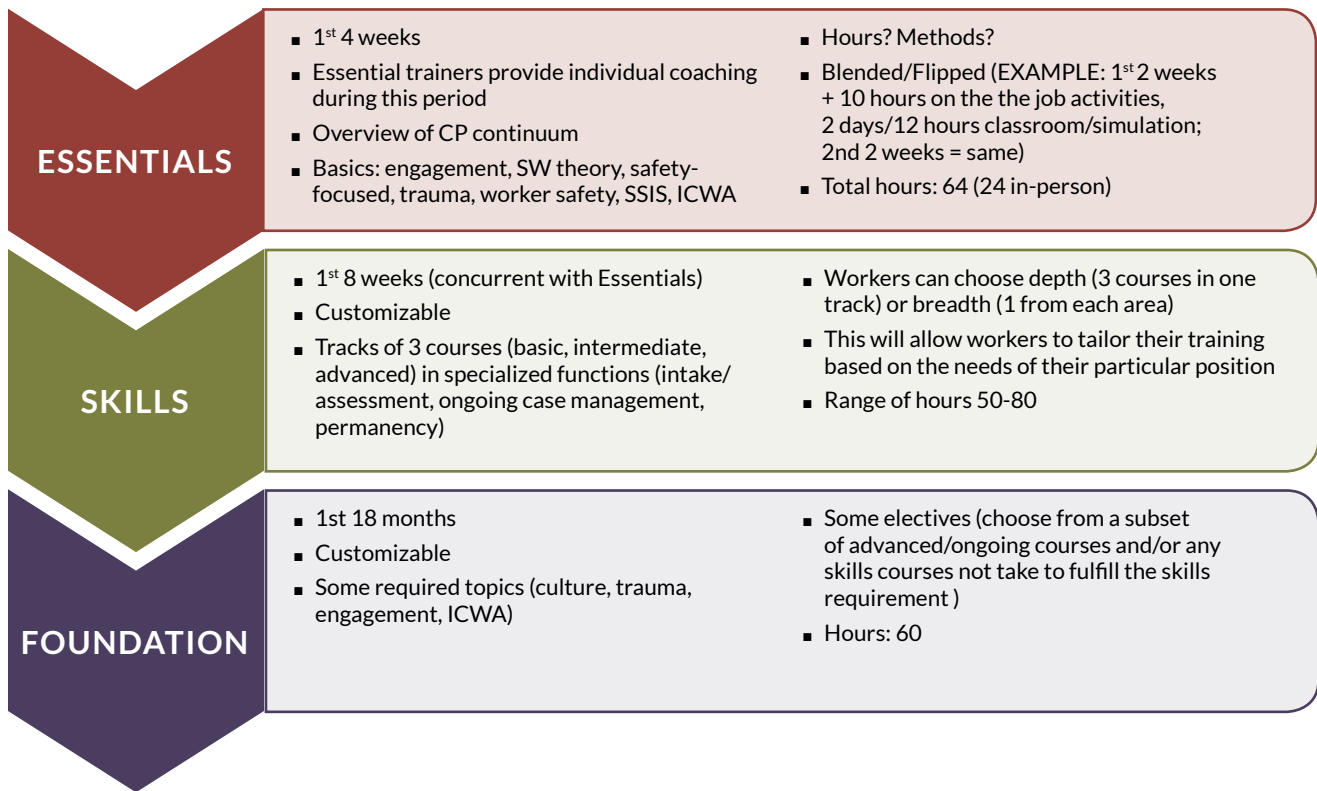 ESSENTIALS
■ 1st 4 weeks
■ Essential trainers provide individual coaching
during this period
■ Overview of CP continuum
■ Basics: engagement, SW theory, safety-
focused, trauma, worker safety, SSIS, ICWA
■ Hours? Methods?
■ Blended/Flipped (EXAMPLE: 1st 2 weeks
+ 10 hours on the the job activities,
2 days/12 hours classroom/simulation;
2nd 2 weeks = same)
■ Total hours: 64 (24 in-person)
SKILLS
■ 1st 8 weeks (concurrent with Essentials)
■ Customizable
■ Tracks of 3 courses (basic, intermediate,
advanced) in specialized functions (intake/
assessment, ongoing case management,
permanency)
■ Workers can choose depth (3 courses in one
track) or breadth (1 from each area)
■ This will allow workers to tailor their training
based on the needs of their particular position
■ Range of hours 50-80
FOUNDATION
■ 1st 18 months
■ Customizable
■ Some required topics (culture, trauma,
engagement, ICWA)
■ Some electives (choose from a subset
of advanced/ongoing courses and/or any
skills courses not take to fulfill the skills
requirement )
■ Hours: 60